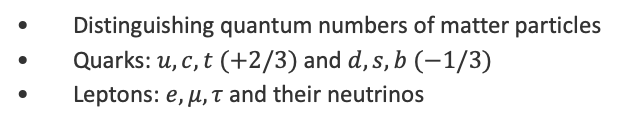 • Distinguishing quantum numbers of matter particles
• Quarks: u, c, t (+2/3) and d, s, b (−1/3)
• Leptons: e, μ, τ and their neutrinos